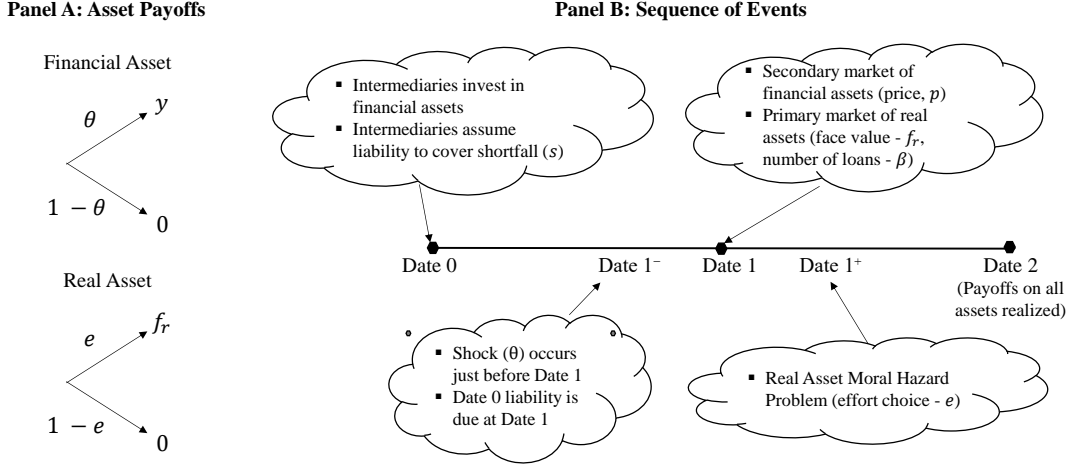 Panel A: Asset Payoffs
Financial Asset
θ
y
1 − θ
0
Real Asset
e
f_r
1 − e
0
Panel B: Sequence of Events
▪ Intermediaries invest in
financial assets
▪ Intermediaries assume
liability to cover shortfall (s)
▪ Secondary market of
financial assets (price, p)
▪ Primary market of real
assets (face value - f_r,
number of loans - β)
Date 0
Date 1⁻
Date 1
Date 1⁺
Date 2
(Payoffs on all
assets realized)
▪ Shock (θ) occurs
just before Date 1
▪ Date 0 liability is
due at Date 1
▪ Real Asset Moral Hazard
Problem (effort choice - e)